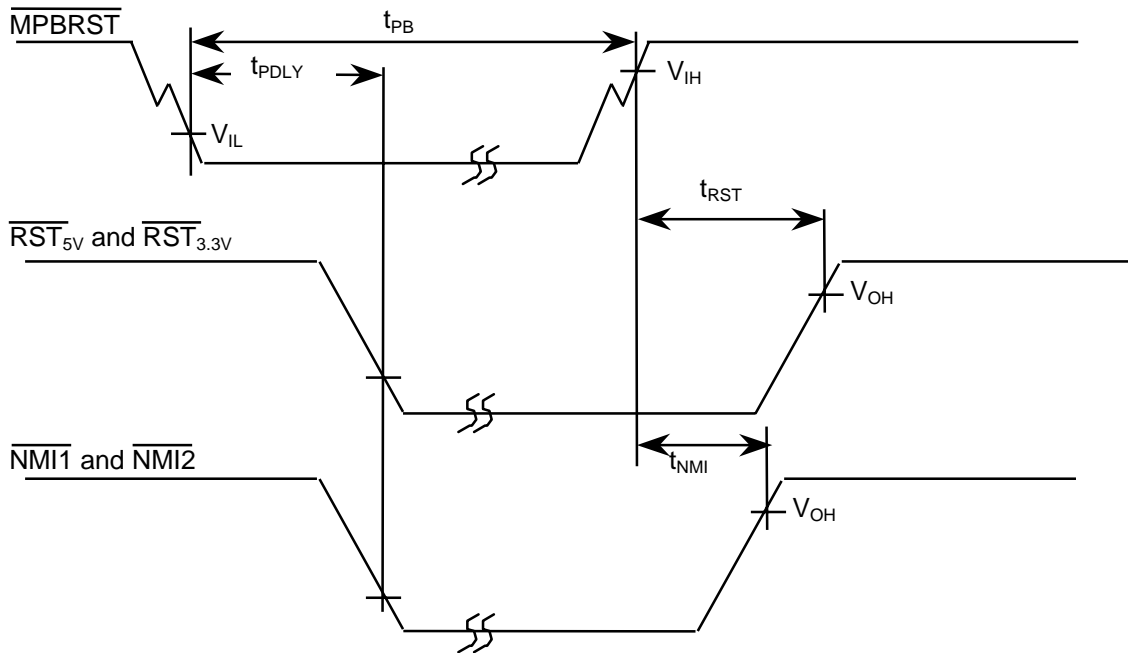 MPBRST
tPB
tPDLY
VIH
VIL
tRST
RST5V and RST3.3V
VOH
tNMI
NMI1 and NMI2
VOH